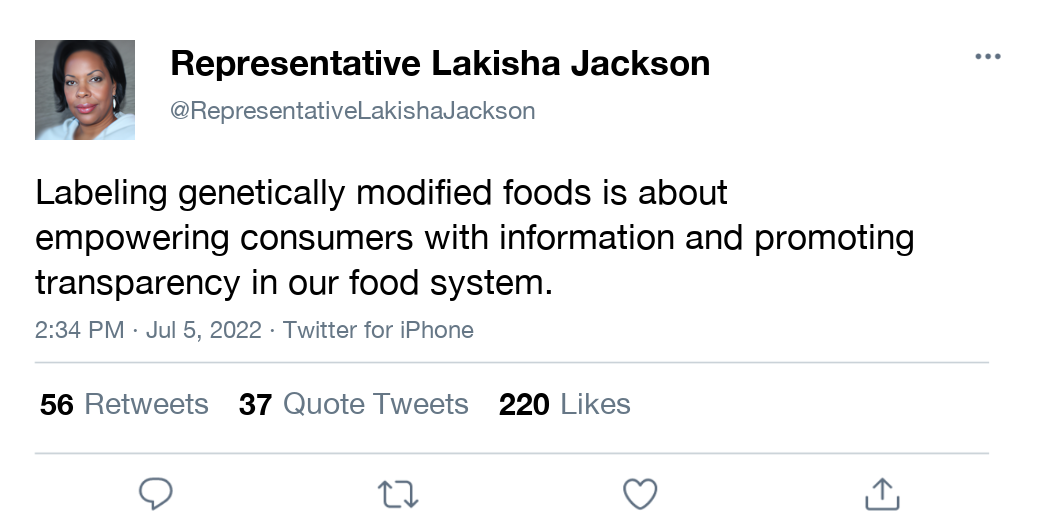 Representative Lakisha Jackson
@RepresentativeLakishaJackson
Labeling genetically modified foods is about
empowering consumers with information and promoting
transparency in our food system.
2:34 PM · Jul 5, 2022 · Twitter for iPhone
56 Retweets 37 Quote Tweets 220 Likes